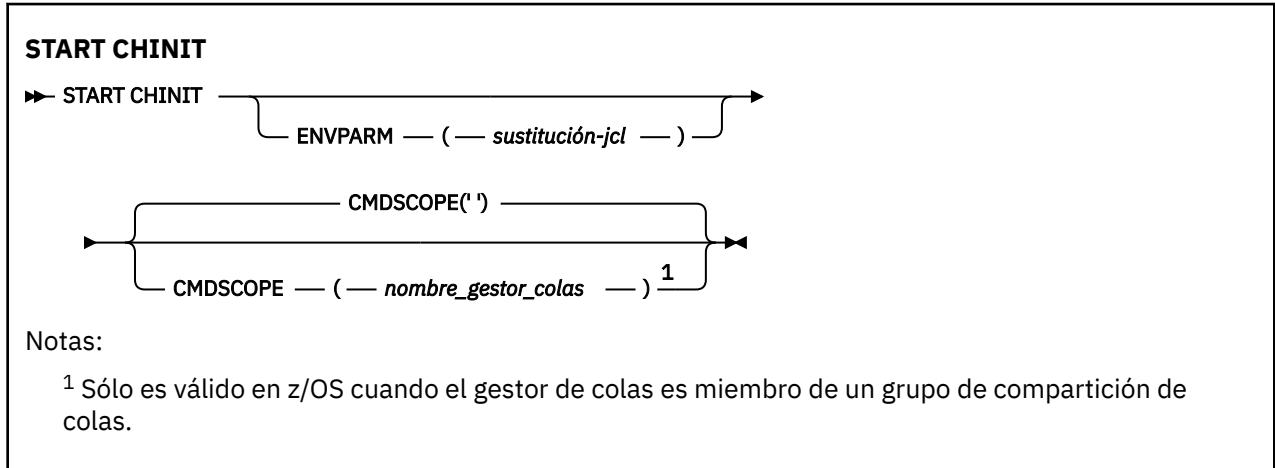 START CHINIT
START CHINIT
ENVPARM ( sustitución-jcl )
CMDSCOPE(' ')
CMDSCOPE ( nombre_gestor_colas ) 1
Notas:
1 Sólo es válido en z/OS cuando el gestor de colas es miembro de un grupo de compartición de
colas.